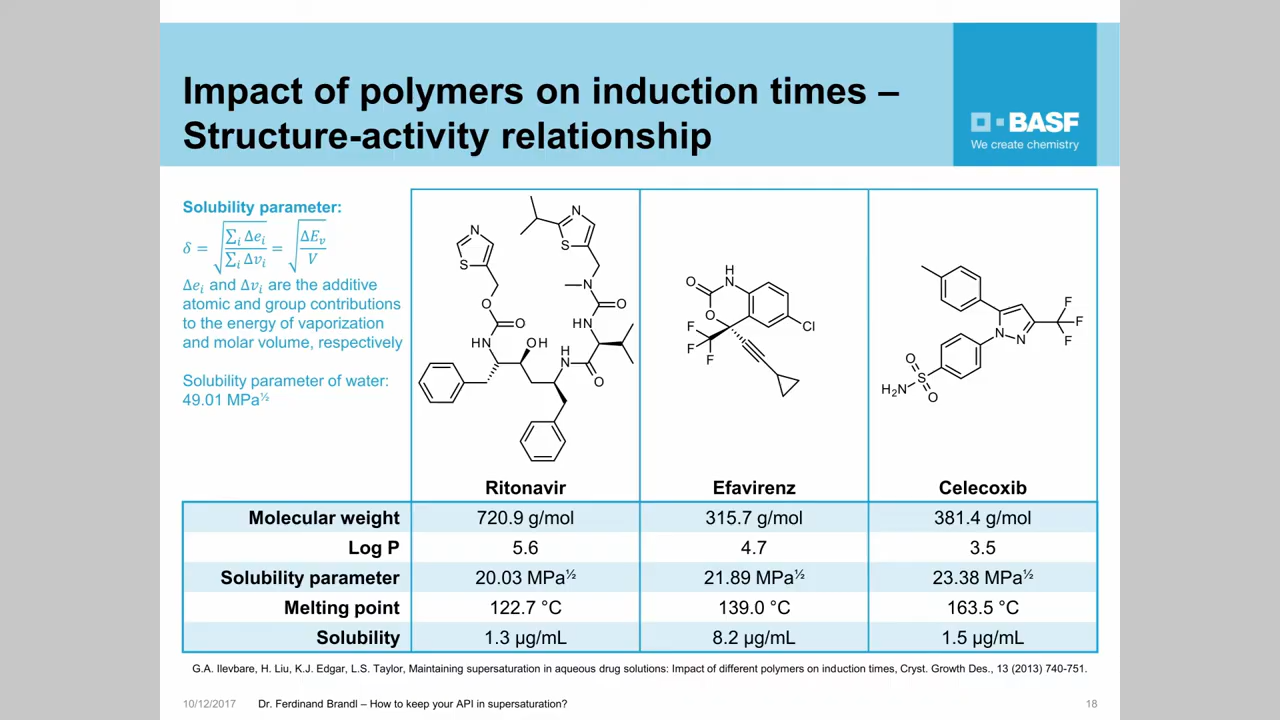 Impact of polymers on induction times –
Structure-activity relationship
BASF
We create chemistry
Solubility parameter:
δ = √(∑ᵢ Δeᵢ / ∑ᵢ Δvᵢ) = √(ΔEᵥ / V)
Δeᵢ and Δvᵢ are the additive
atomic and group contributions
to the energy of vaporization
and molar volume, respectively
Solubility parameter of water:
49.01 MPa½
N
S
O
O
HN
OH
N
S
N
O
HN
H
N
O
H
N
O
O
F
F
F
Cl
F
F
F
N
N
O
S
H₂N
O
Ritonavir Efavirenz Celecoxib
Molecular weight 720.9 g/mol 315.7 g/mol 381.4 g/mol
Log P 5.6 4.7 3.5
Solubility parameter 20.03 MPa½ 21.89 MPa½ 23.38 MPa½
Melting point 122.7 °C 139.0 °C 163.5 °C
Solubility 1.3 µg/mL 8.2 µg/mL 1.5 µg/mL
G.A. Ilevbare, H. Liu, K.J. Edgar, L.S. Taylor, Maintaining supersaturation in aqueous drug solutions: Impact of different polymers on induction times, Cryst. Growth Des., 13 (2013) 740-751.
10/12/2017 Dr. Ferdinand Brandl – How to keep your API in supersaturation? 18